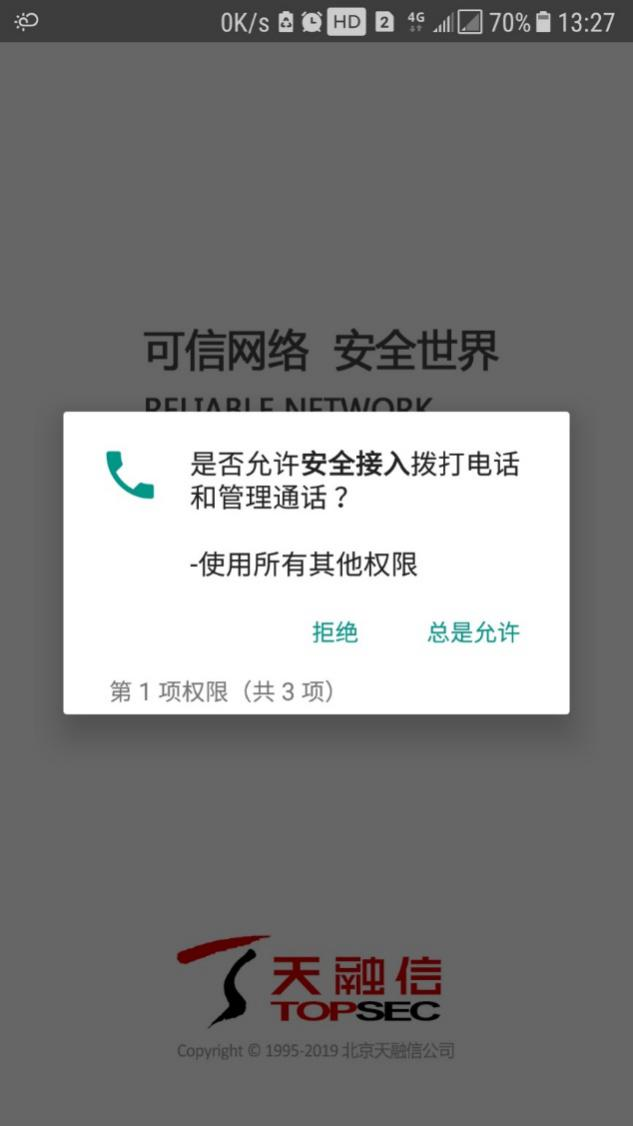 0K/s HD 2 4G 70% 13:27
可信网络 安全世界
RELIABLE NETWORK
是否允许安全接入拨打电话
和管理通话？
-使用所有其他权限
拒绝 总是允许
第 1 项权限（共 3 项）
天融信
TOPSEC
Copyright © 1995-2019 北京天融信公司